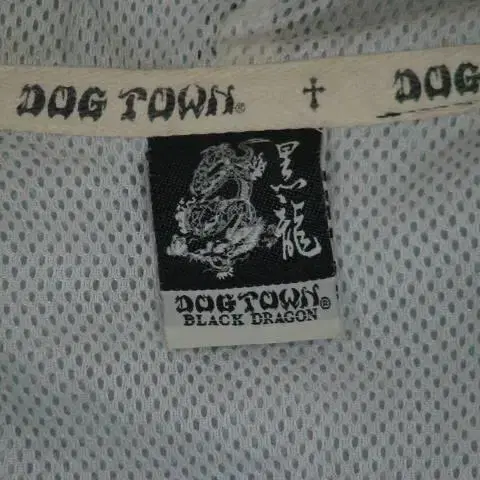 DOG TOWN® † DOG
黒龍
DOGTOWN®
BLACK DRAGON